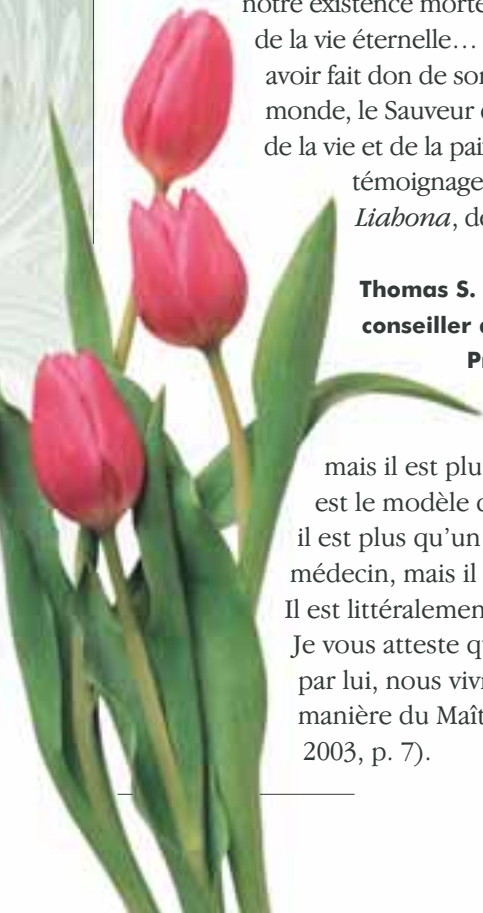 notre existence morte
de la vie éternelle…
avoir fait don de son
monde, le Sauveur
de la vie et de la pai
témoignage
Liahona, d
Thomas S.
conseiller
P
mais il est plu
est le modèle
il est plus qu'un
médecin, mais il
Il est littéralemen
Je vous atteste qu
par lui, nous viv
manière du Maît
2003, p. 7).